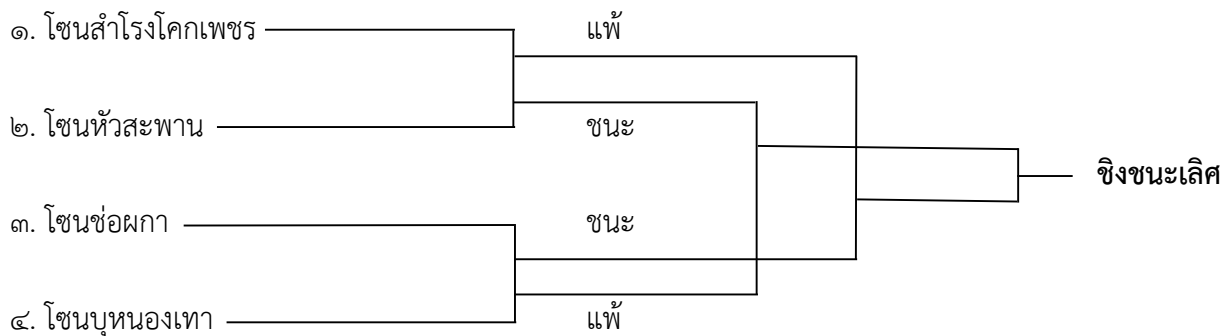 ๑. โซนสำโรงโคกเพชร แพ้
๒. โซนหัวสะพาน ชนะ
ชิงชนะเลิศ
๓. โซนช่อผกา ชนะ
๔. โซนบุหนองเทา แพ้